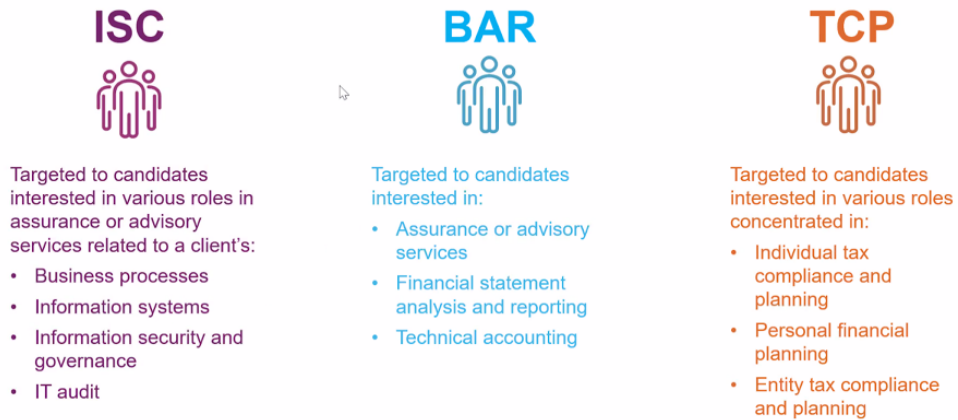 ISC
Targeted to candidates
interested in various roles in
assurance or advisory
services related to a client's:
• Business processes
• Information systems
• Information security and
governance
• IT audit
BAR
Targeted to candidates
interested in:
• Assurance or advisory
services
• Financial statement
analysis and reporting
• Technical accounting
TCP
Targeted to candidates
interested in various roles
concentrated in:
• Individual tax
compliance and
planning
• Personal financial
planning
• Entity tax compliance
and planning